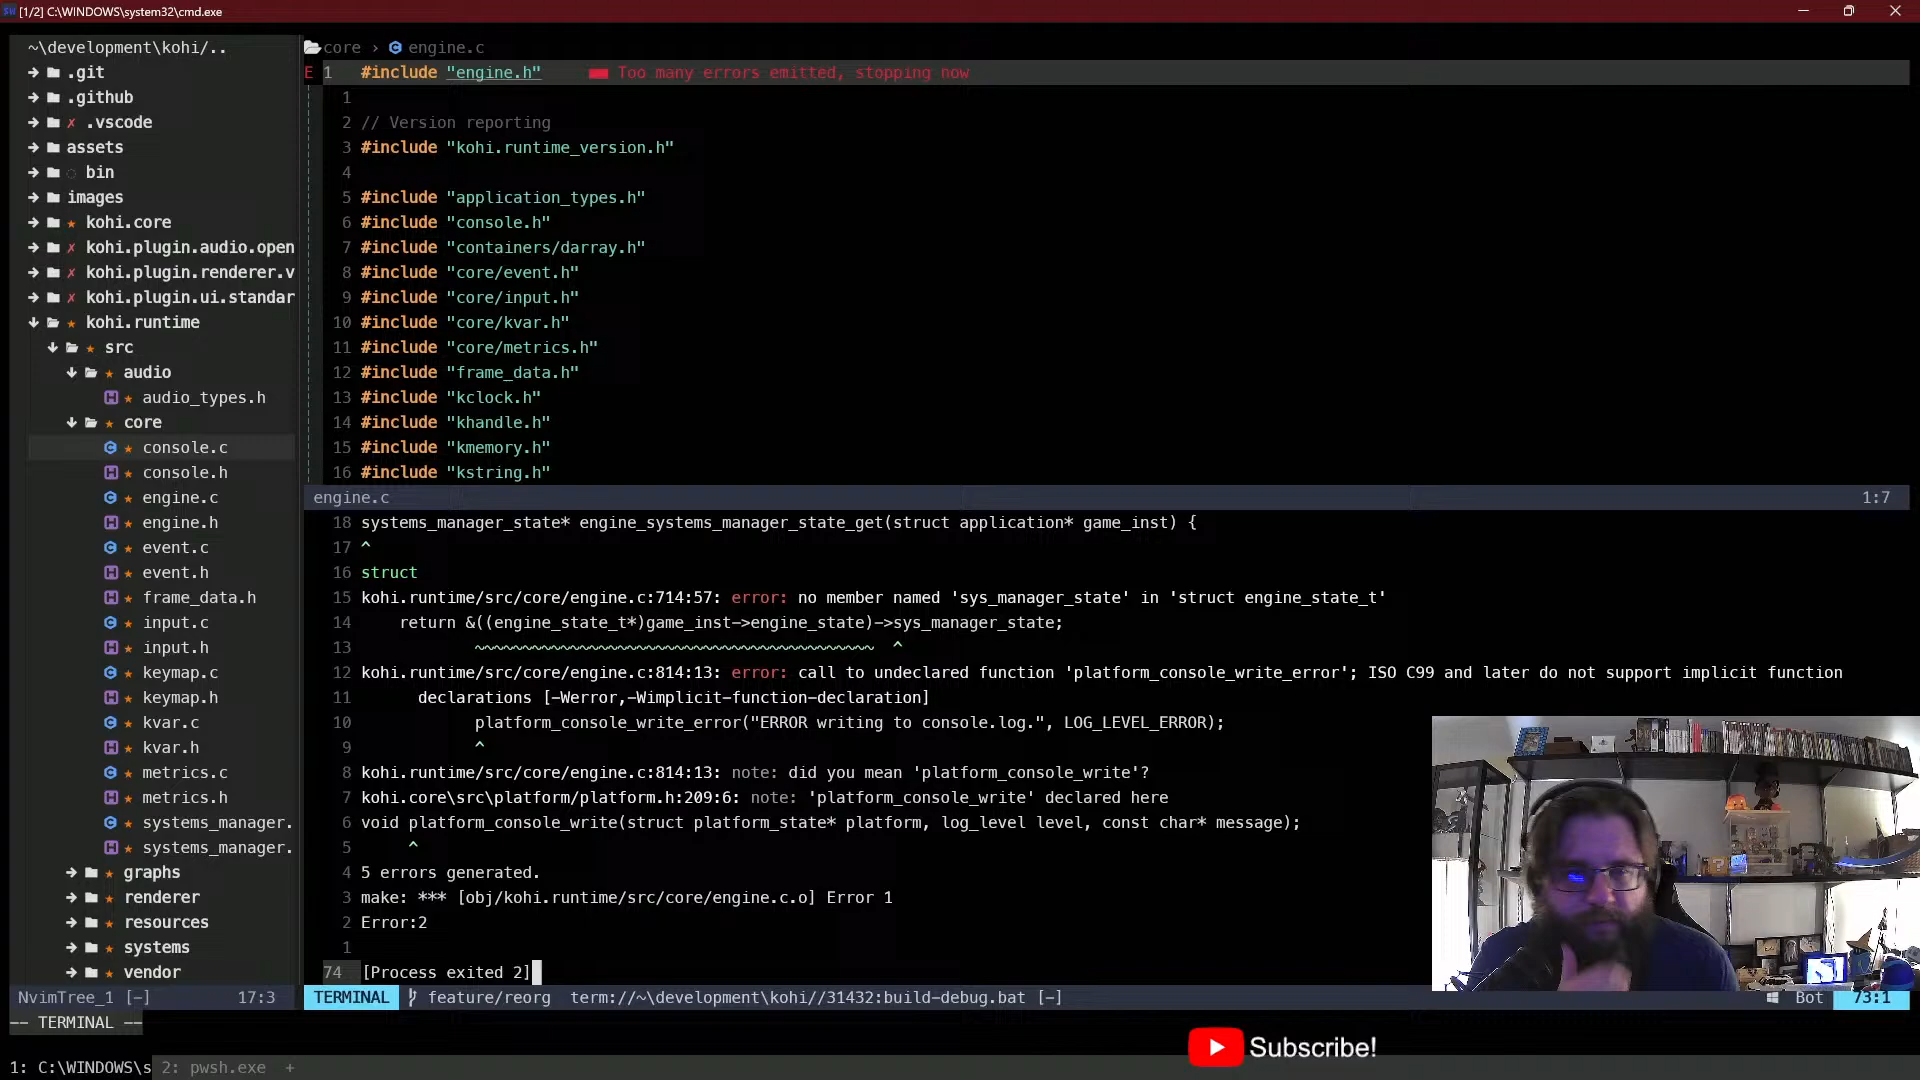 [1/2] C:\WINDOWS\system32\cmd.exe
~\development\kohi/..
.git
.github
✗ .vscode
assets
bin
images
★ kohi.core
✗ kohi.plugin.audio.open
✗ kohi.plugin.renderer.v
✗ kohi.plugin.ui.standar
★ kohi.runtime
★ src
★ audio
★ audio_types.h
★ core
★ console.c
★ console.h
★ engine.c
★ engine.h
★ event.c
★ event.h
★ frame_data.h
★ input.c
★ input.h
★ keymap.c
★ keymap.h
★ kvar.c
★ kvar.h
★ metrics.c
★ metrics.h
★ systems_manager.
★ systems_manager.
★ graphs
★ renderer
★ resources
★ systems
★ vendor
NvimTree_1 [-] 17:3
core › engine.c
E 1 #include "engine.h" Too many errors emitted, stopping now
1
2 // Version reporting
3 #include "kohi.runtime_version.h"
4
5 #include "application_types.h"
6 #include "console.h"
7 #include "containers/darray.h"
8 #include "core/event.h"
9 #include "core/input.h"
10 #include "core/kvar.h"
11 #include "core/metrics.h"
12 #include "frame_data.h"
13 #include "kclock.h"
14 #include "khandle.h"
15 #include "kmemory.h"
16 #include "kstring.h"
engine.c 1:7
18 systems_manager_state* engine_systems_manager_state_get(struct application* game_inst) {
17 ^
16 struct
15 kohi.runtime/src/core/engine.c:714:57: error: no member named 'sys_manager_state' in 'struct engine_state_t'
14 return &((engine_state_t*)game_inst->engine_state)->sys_manager_state;
13 ~~~~~~~~~~~~~~~~~~~~~~~~~~~~~~~~~~~~~~~~~~ ^
12 kohi.runtime/src/core/engine.c:814:13: error: call to undeclared function 'platform_console_write_error'; ISO C99 and later do not support implicit function
11 declarations [-Werror,-Wimplicit-function-declaration]
10 platform_console_write_error("ERROR writing to console.log.", LOG_LEVEL_ERROR);
9 ^
8 kohi.runtime/src/core/engine.c:814:13: note: did you mean 'platform_console_write'?
7 kohi.core\src\platform/platform.h:209:6: note: 'platform_console_write' declared here
6 void platform_console_write(struct platform_state* platform, log_level level, const char* message);
5 ^
4 5 errors generated.
3 make: *** [obj/kohi.runtime/src/core/engine.c.o] Error 1
2 Error:2
1
74 [Process exited 2]
TERMINAL feature/reorg term://~\development\kohi//31432:build-debug.bat [-] Bot 73:1
-- TERMINAL --
Subscribe!
1: C:\WINDOWS\s 2: pwsh.exe +